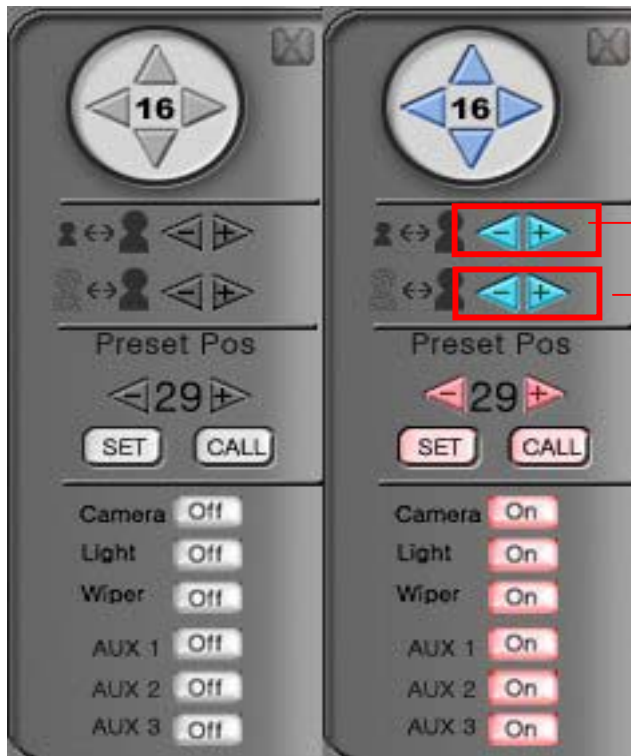 X
16
- +
- +
Preset Pos
- 29 +
SET CALL
Camera Off
Light Off
Wiper Off
AUX 1 Off
AUX 2 Off
AUX 3 Off
X
16
- +
- +
Preset Pos
- 29 +
SET CALL
Camera On
Light On
Wiper On
AUX 1 On
AUX 2 On
AUX 3 On